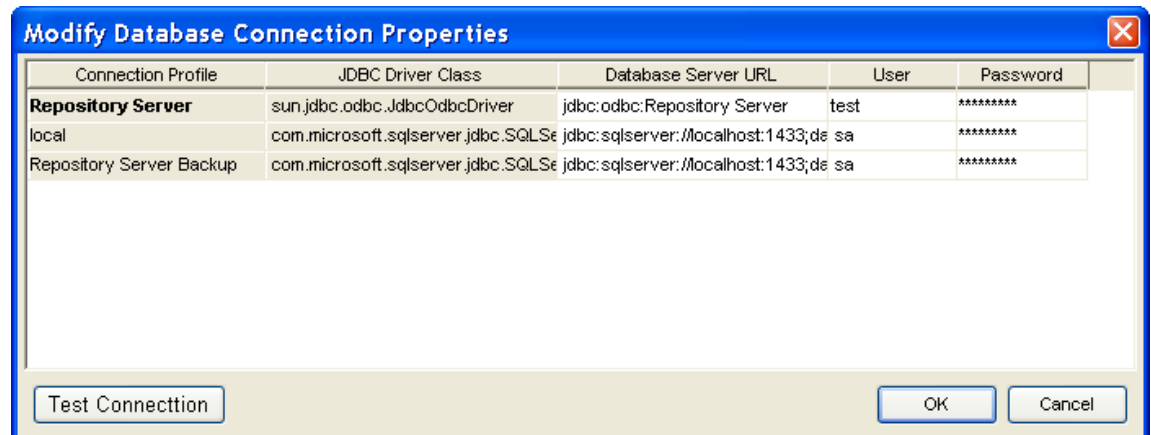 Modify Database Connection Properties
Connection Profile JDBC Driver Class Database Server URL User Password
Repository Server sun.jdbc.odbc.JdbcOdbcDriver jdbc:odbc:Repository Server test *********
local com.microsoft.sqlserver.jdbc.SQLSe jdbc:sqlserver://localhost:1433;da sa *********
Repository Server Backup com.microsoft.sqlserver.jdbc.SQLSe jdbc:sqlserver://localhost:1433;da sa *********
Test Connecttion OK Cancel